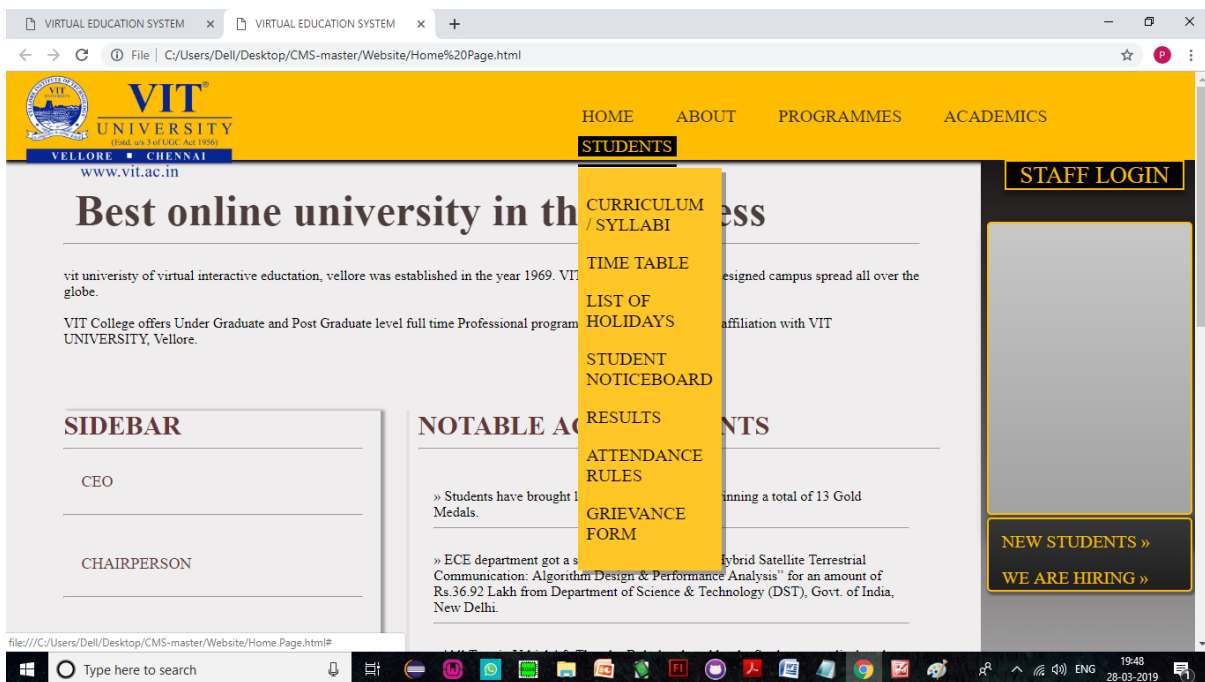 VIRTUAL EDUCATION SYSTEM
VIRTUAL EDUCATION SYSTEM
File | C:/Users/Dell/Desktop/CMS-master/Website/Home%20Page.html
P
VIT
UNIVERSITY
(Estd. u/s 3 of UGC Act 1956)
VELLORE ■ CHENNAI
www.vit.ac.in
HOME ABOUT PROGRAMMES ACADEMICS
STUDENTS
STAFF LOGIN
CURRICULUM
/ SYLLABI
TIME TABLE
LIST OF
HOLIDAYS
STUDENT
NOTICEBOARD
RESULTS
ATTENDANCE
RULES
GRIEVANCE
FORM
Best online university in th ess
vit univeristy of virtual interactive eductation, vellore was established in the year 1969. VIT esigned campus spread all over the
globe.
VIT College offers Under Graduate and Post Graduate level full time Professional program affiliation with VIT
UNIVERSITY, Vellore.
SIDEBAR
CEO
CHAIRPERSON
NOTABLE AC NTS
» Students have brought inning a total of 13 Gold
Medals.
» ECE department got a s ybrid Satellite Terrestrial
Communication: Algorithm Design & Performance Analysis" for an amount of
Rs.36.92 Lakh from Department of Science & Technology (DST), Govt. of India,
New Delhi.
NEW STUDENTS »
WE ARE HIRING »
file:///C:/Users/Dell/Desktop/CMS-master/Website/Home Page.html#
Type here to search
ENG
19:48
28-03-2019